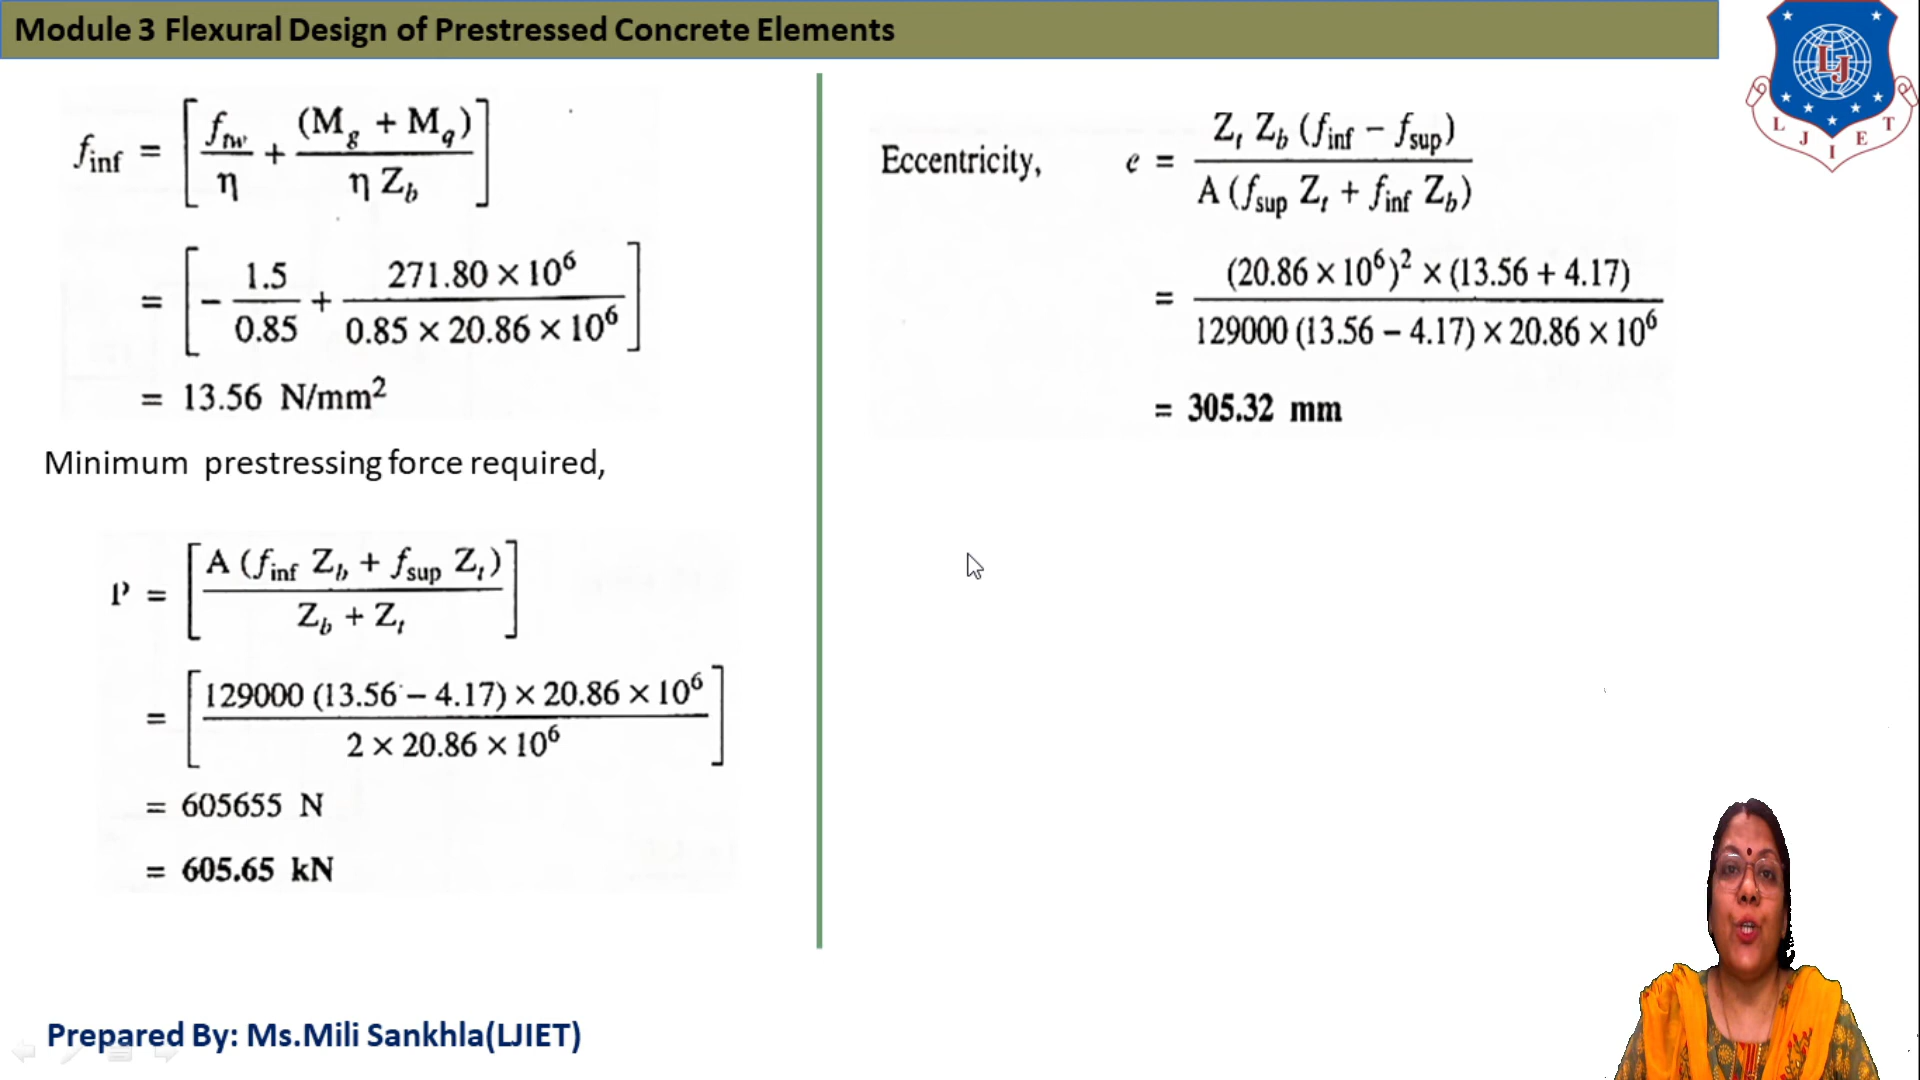 Module 3 Flexural Design of Prestressed Concrete Elements
f_inf = [ f_tw / η + (M_g + M_q) / η Z_b ]
= [ − 1.5 / 0.85 + 271.80 × 10^6 / 0.85 × 20.86 × 10^6 ]
= 13.56 N/mm²
Minimum prestressing force required,
P = [ A (f_inf Z_b + f_sup Z_t) / Z_b + Z_t ]
= [ 129000 (13.56 − 4.17) × 20.86 × 10^6 / 2 × 20.86 × 10^6 ]
= 605655 N
= 605.65 kN
Eccentricity, e = Z_t Z_b (f_inf − f_sup) / A (f_sup Z_t + f_inf Z_b)
= (20.86 × 10^6)² × (13.56 + 4.17) / 129000 (13.56 − 4.17) × 20.86 × 10^6
= 305.32 mm
LJ
L J I E T
Prepared By: Ms.Mili Sankhla(LJIET)